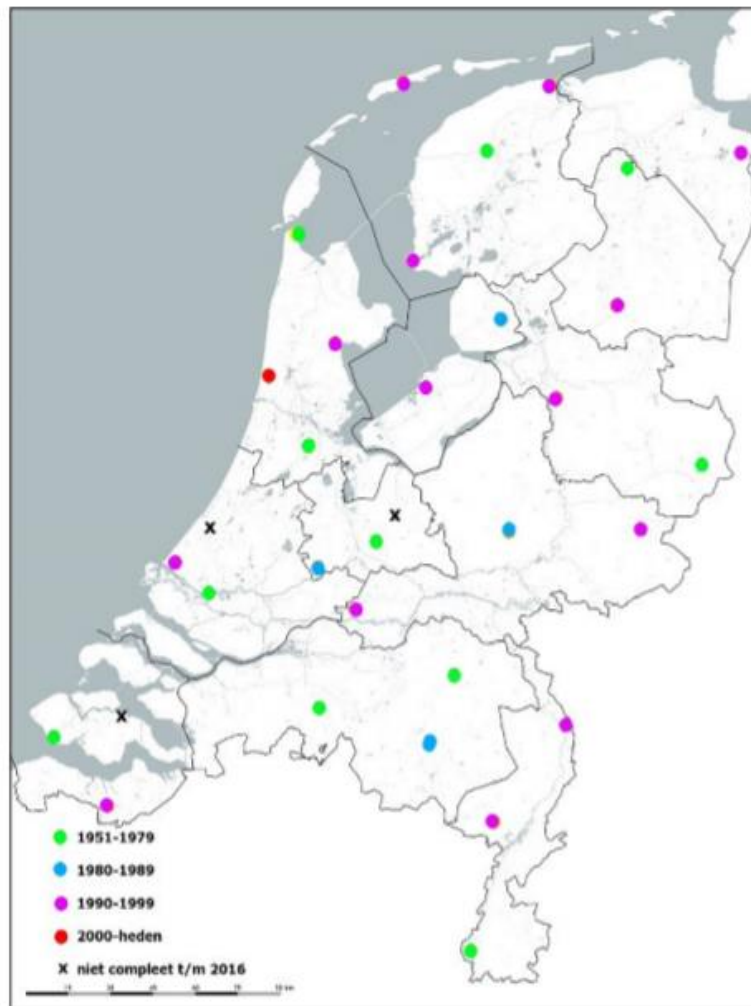 x
x
x
1951-1979
1980-1989
1990-1999
2000-heden
x niet compleet t/m 2016